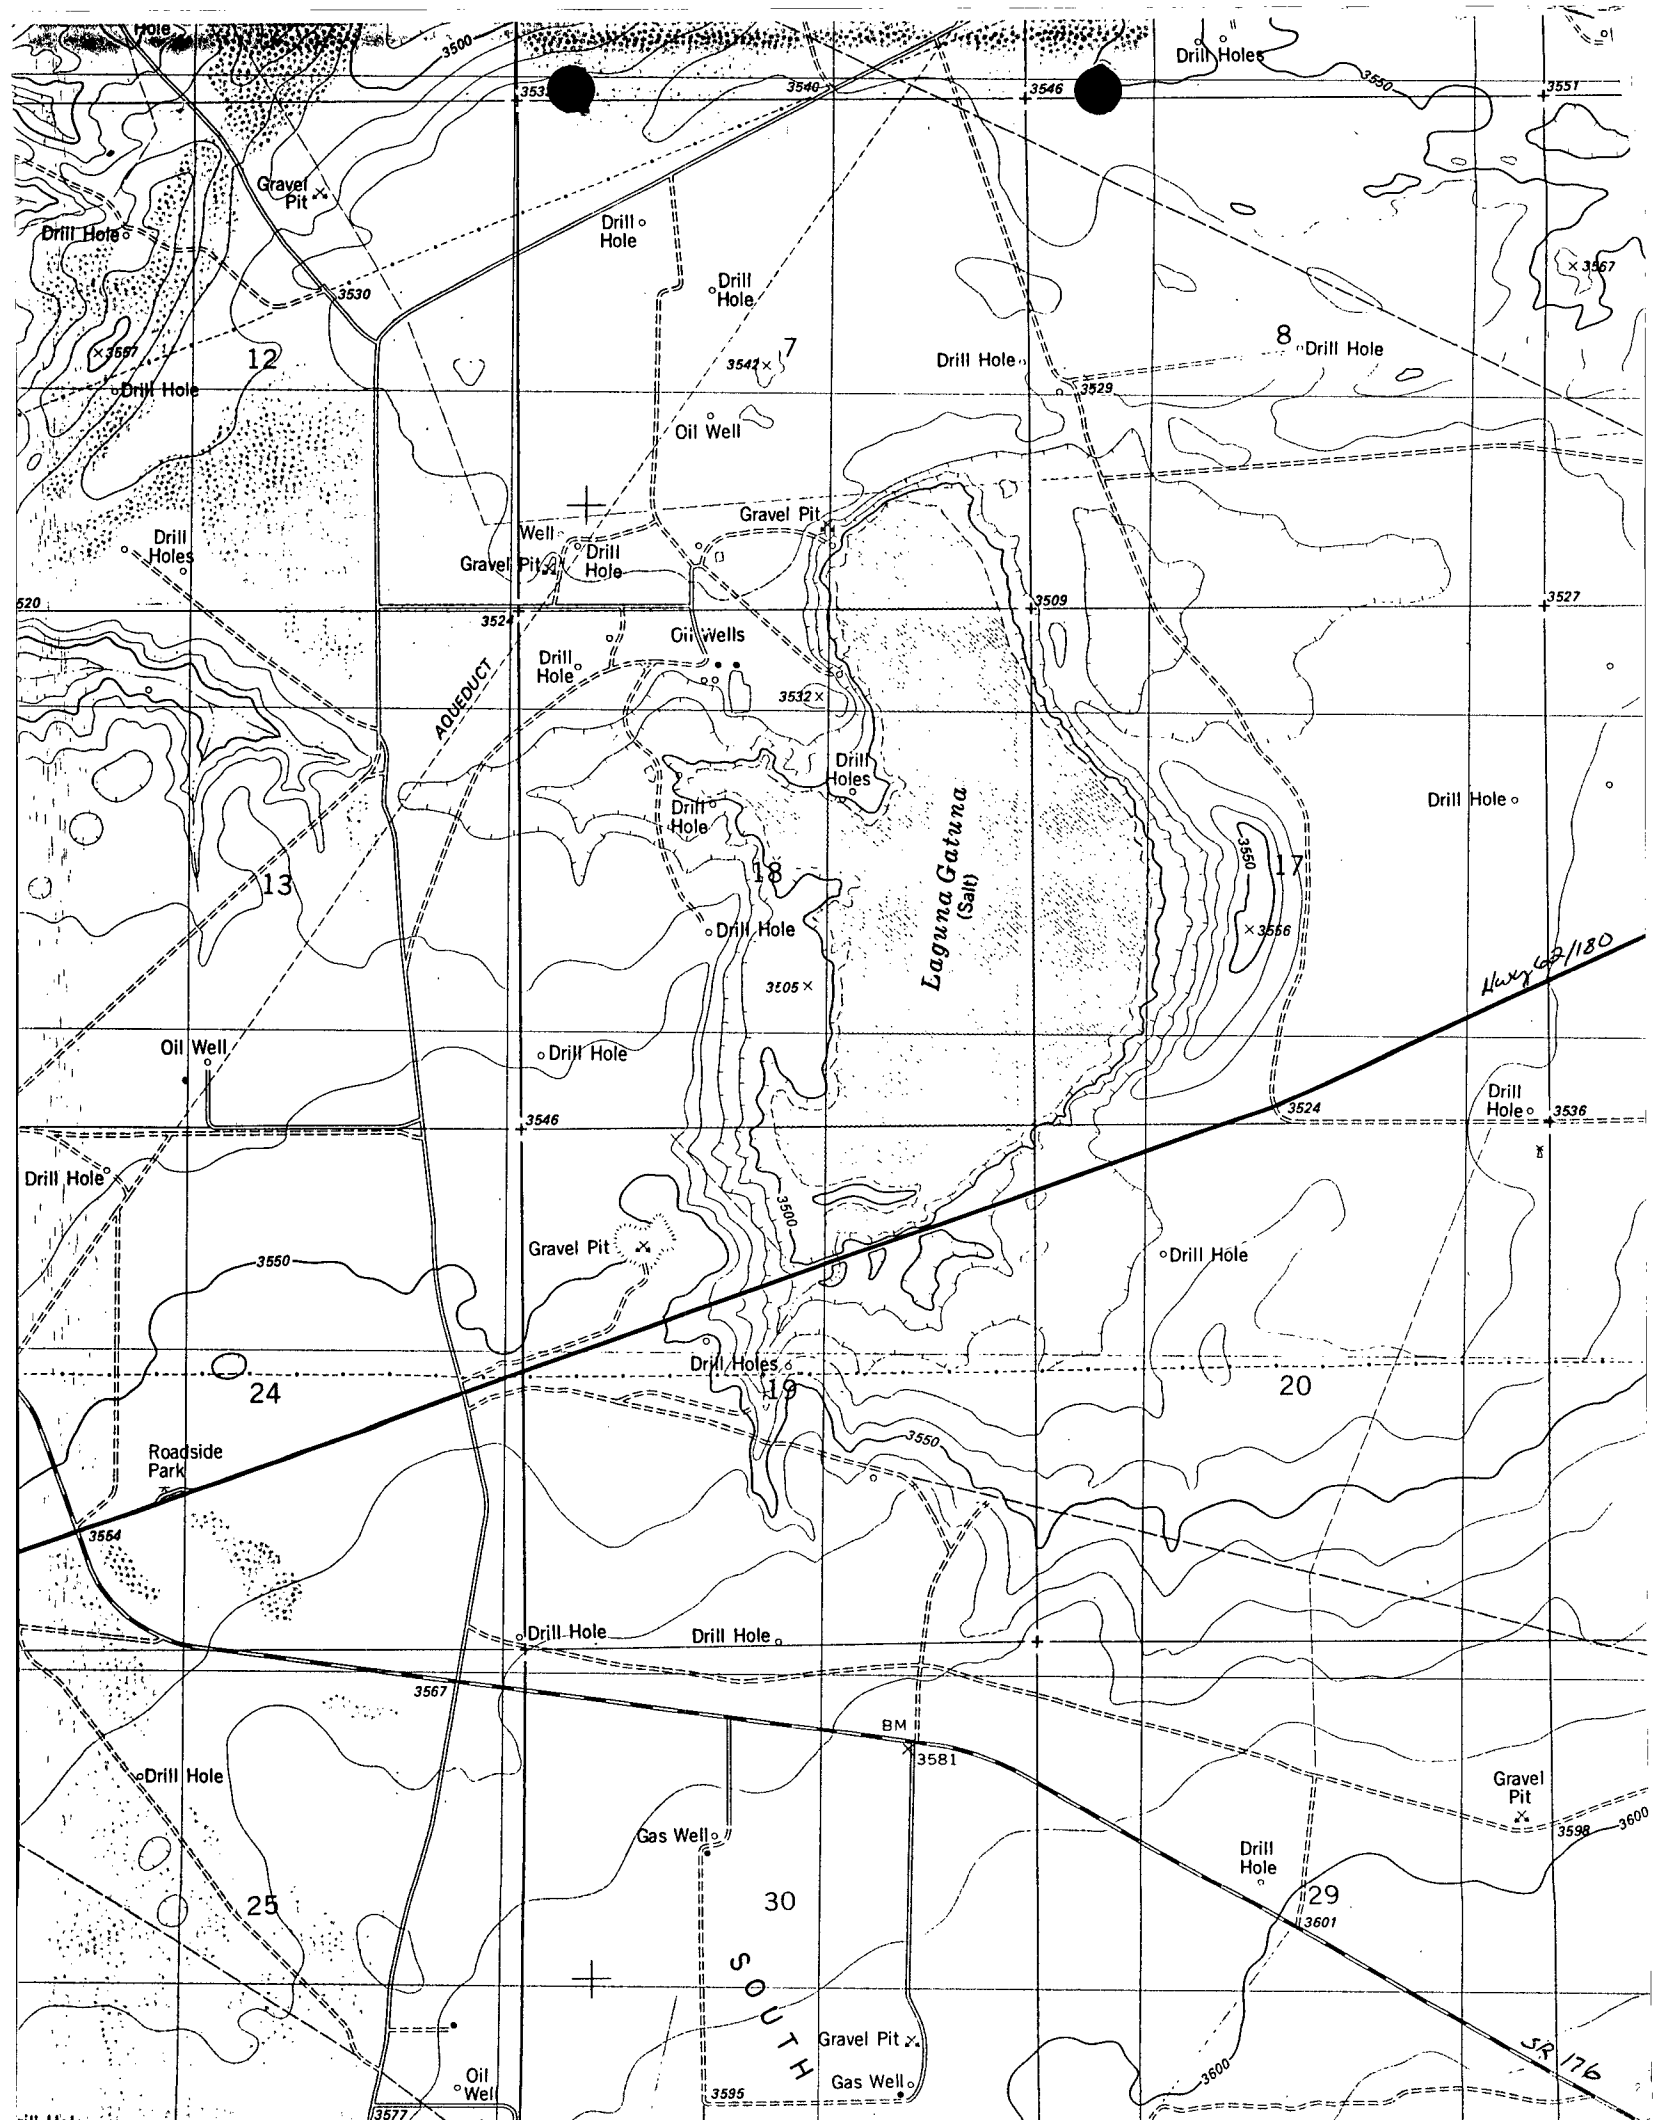 Hole
3500
Drill Holes
3540
3546
3550
3551
Gravel
Pit
Drill Hole
Drill
Hole
3567
3530
Drill
Hole
3557
12
3542
7
8
Drill Hole
Drill Hole
3529
Drill Hole
Oil Well
Drill
Holes
Well
Gravel Pit
Gravel Pit
Drill
Hole
520
3524
3509
3527
Oil Wells
Drill
Hole
AQUEDUCT
3532
Drill
Holes
Drill
Hole
Laguna Gatuna
(Salt)
Drill Hole
3550
13
18
17
Drill Hole
3556
Hwy 62/180
3505
Oil Well
Drill Hole
3546
3524
Drill
Hole
3536
Drill Hole
3500
Gravel Pit
3550
Drill Hole
Drill Holes
24
19
20
3550
Roadside
Park
3564
Drill Hole
Drill Hole
3567
BM
3581
Drill Hole
Gravel
Pit
3598
3600
Gas Well
Drill
Hole
25
30
29
3601
SOUTH
Gravel Pit
SR 176
Oil
Well
3595
Gas Well
3600
3577